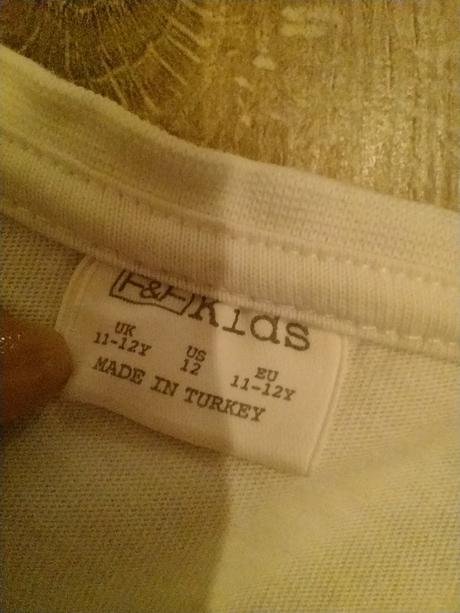 F&F Kids
UK US EU
11-12Y 12 11-12Y
MADE IN TURKEY